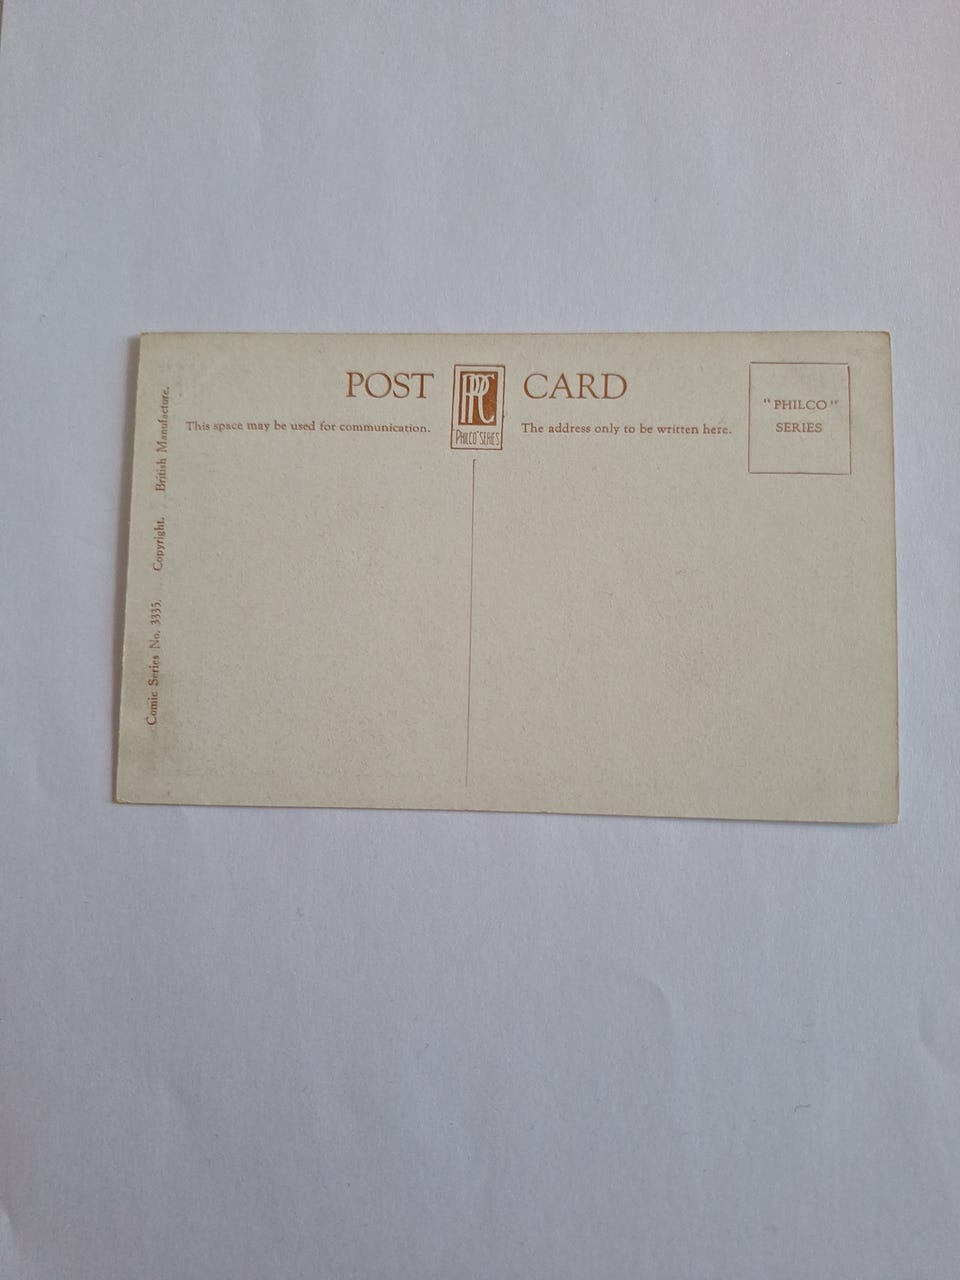 POST CARD
This space may be used for communication.
PPC
PHILCO SERIES
The address only to be written here.
"PHILCO"
SERIES
Comic Series No. 3335. Copyright. British Manufacture.